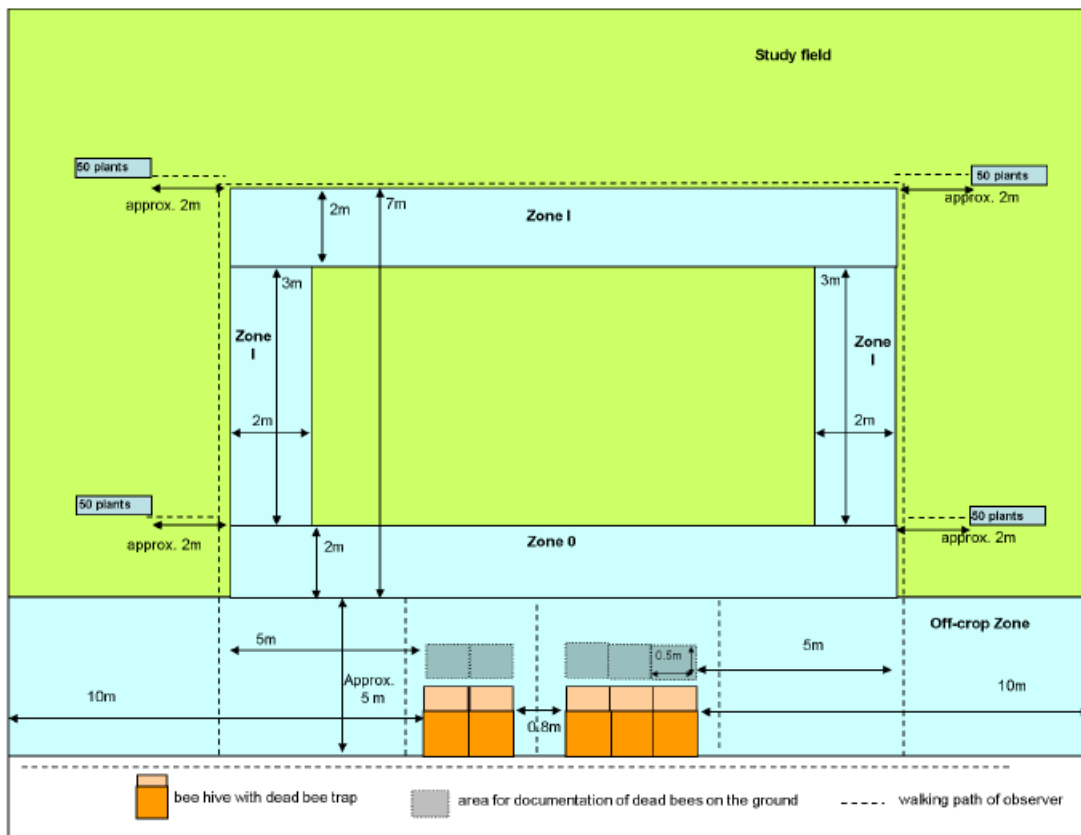 Study field
50 plants
50 plants
approx. 2m
approx. 2m
2m
7m
Zone I
3m
3m
Zone
I
Zone
I
2m
2m
50 plants
50 plants
approx. 2m
approx. 2m
2m
Zone 0
Off-crop Zone
5m
5m
0.5m
Approx.
5 m
10m
10m
0.8m
bee hive with dead bee trap
area for documentation of dead bees on the ground
walking path of observer